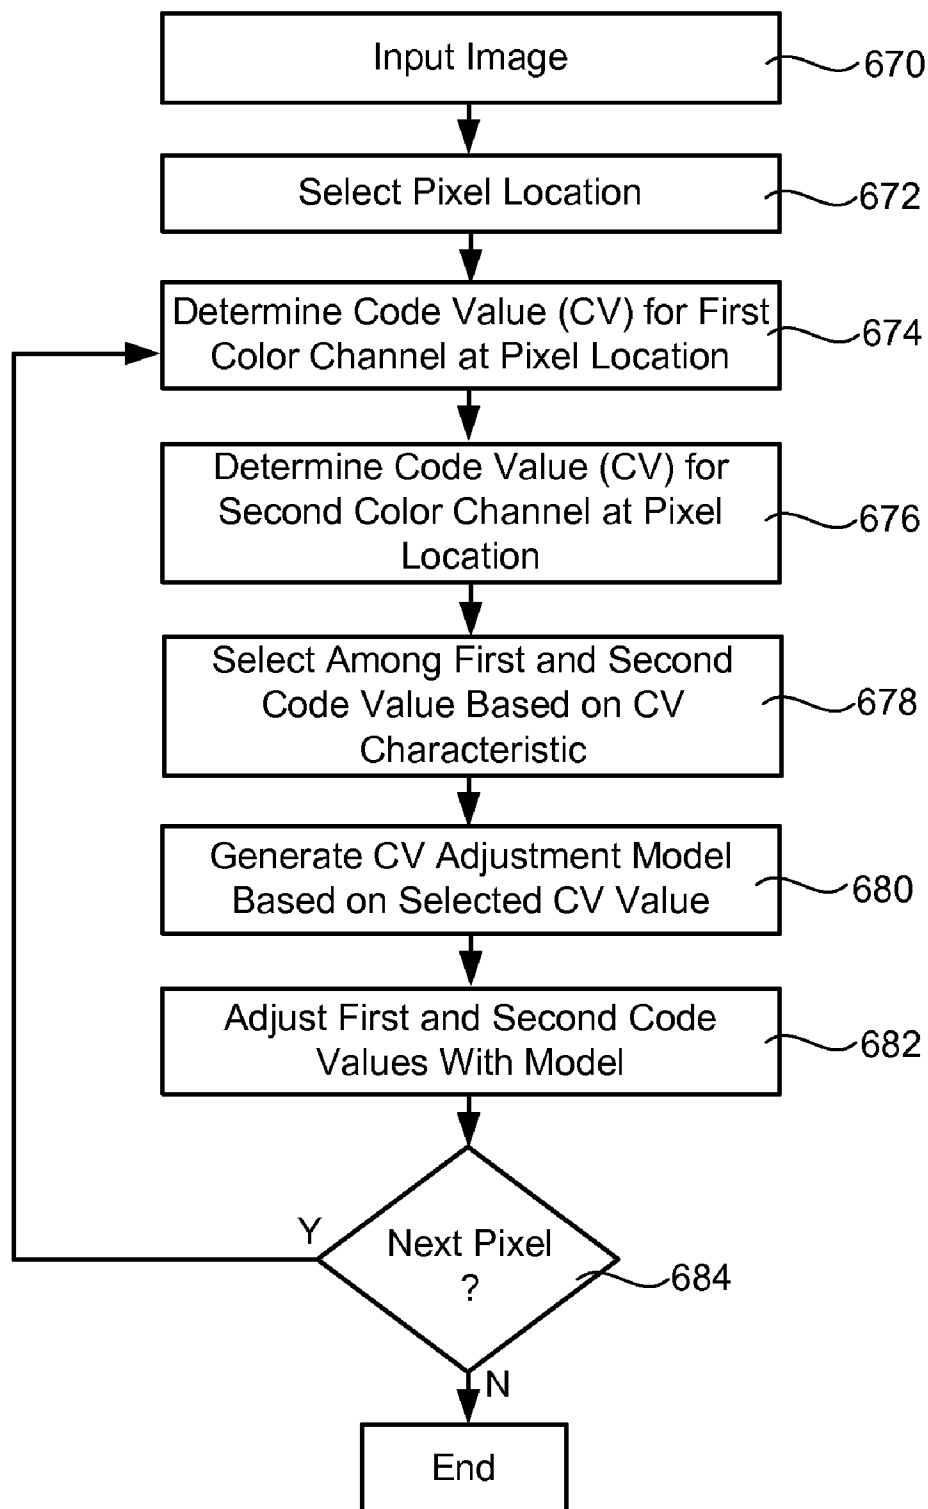 Input Image
670
Select Pixel Location
672
Determine Code Value (CV) for First
Color Channel at Pixel Location
674
Determine Code Value (CV) for
Second Color Channel at Pixel
Location
676
Select Among First and Second
Code Value Based on CV
Characteristic
678
Generate CV Adjustment Model
Based on Selected CV Value
680
Adjust First and Second Code
Values With Model
682
Y
Next Pixel
?
684
N
End